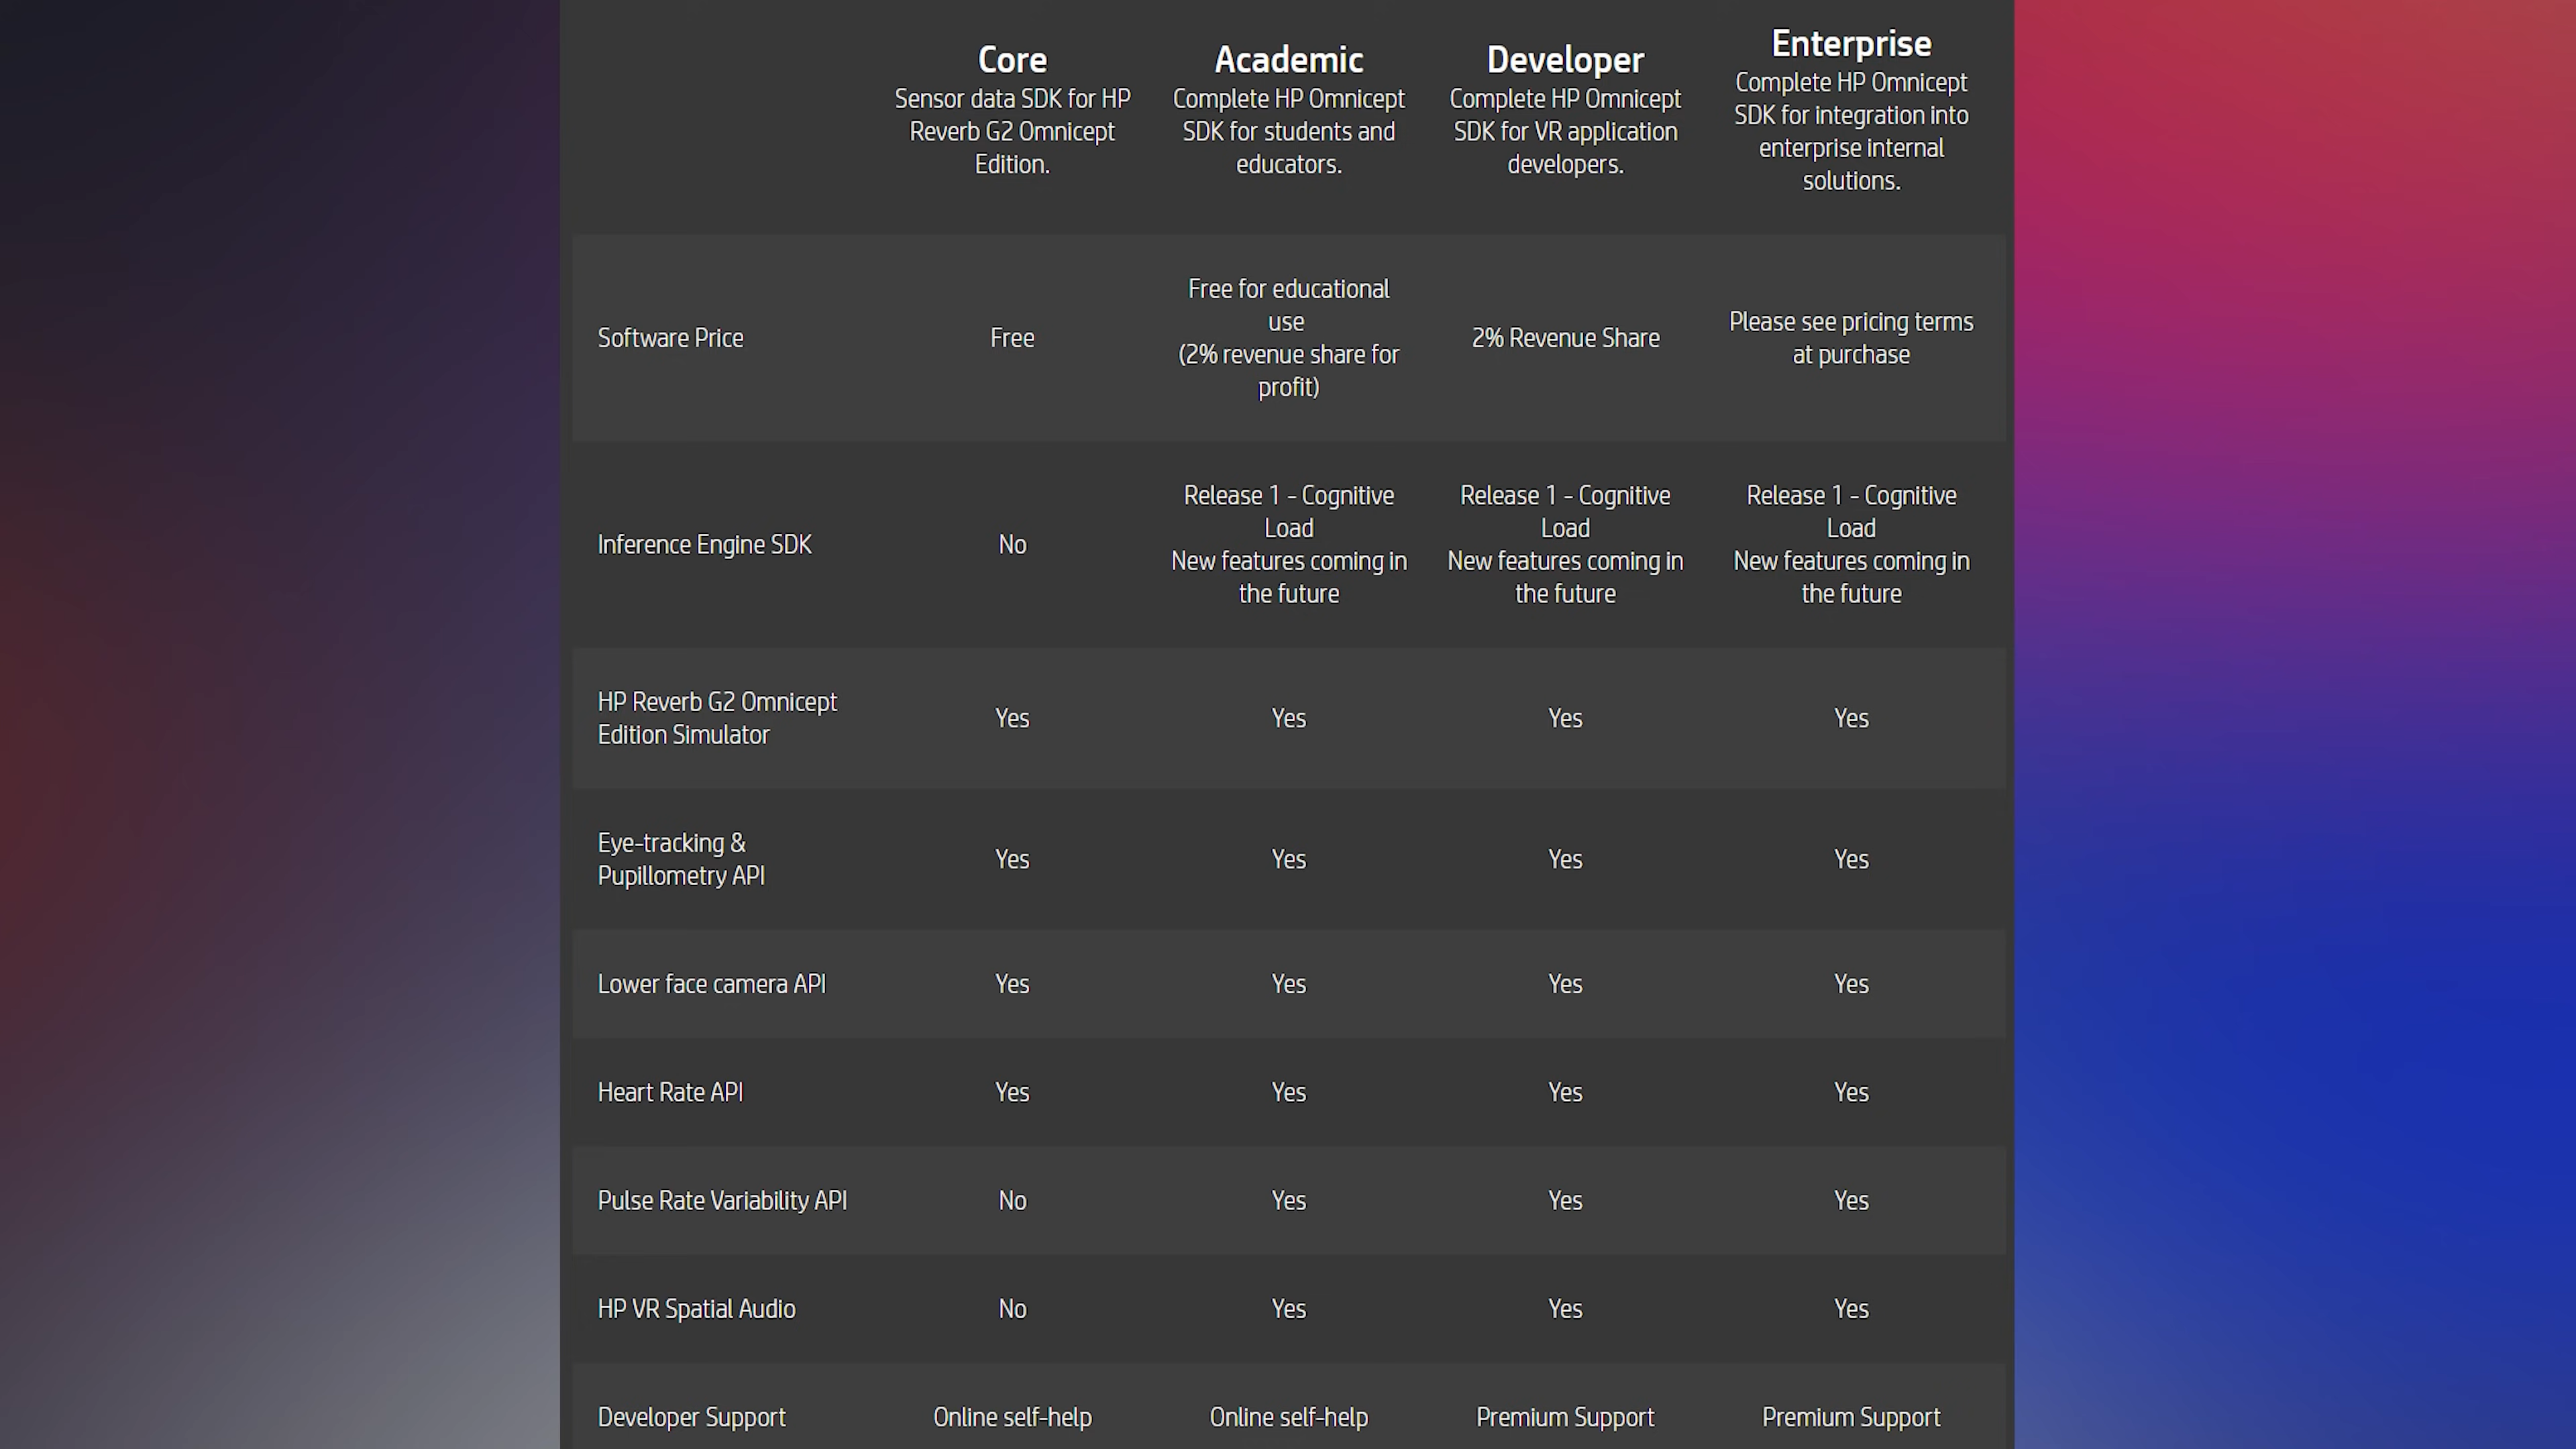 Core
Sensor data SDK for HP
Reverb G2 Omnicept
Edition.
Academic
Complete HP Omnicept
SDK for students and
educators.
Developer
Complete HP Omnicept
SDK for VR application
developers.
Enterprise
Complete HP Omnicept
SDK for integration into
enterprise internal
solutions.
Software Price
Free
Free for educational
use
(2% revenue share for
profit)
2% Revenue Share
Please see pricing terms
at purchase
Inference Engine SDK
No
Release 1 - Cognitive
Load
New features coming in
the future
Release 1 - Cognitive
Load
New features coming in
the future
Release 1 - Cognitive
Load
New features coming in
the future
HP Reverb G2 Omnicept
Edition Simulator
Yes
Yes
Yes
Yes
Eye-tracking &
Pupillometry API
Yes
Yes
Yes
Yes
Lower face camera API
Yes
Yes
Yes
Yes
Heart Rate API
Yes
Yes
Yes
Yes
Pulse Rate Variability API
No
Yes
Yes
Yes
HP VR Spatial Audio
No
Yes
Yes
Yes
Developer Support
Online self-help
Online self-help
Premium Support
Premium Support